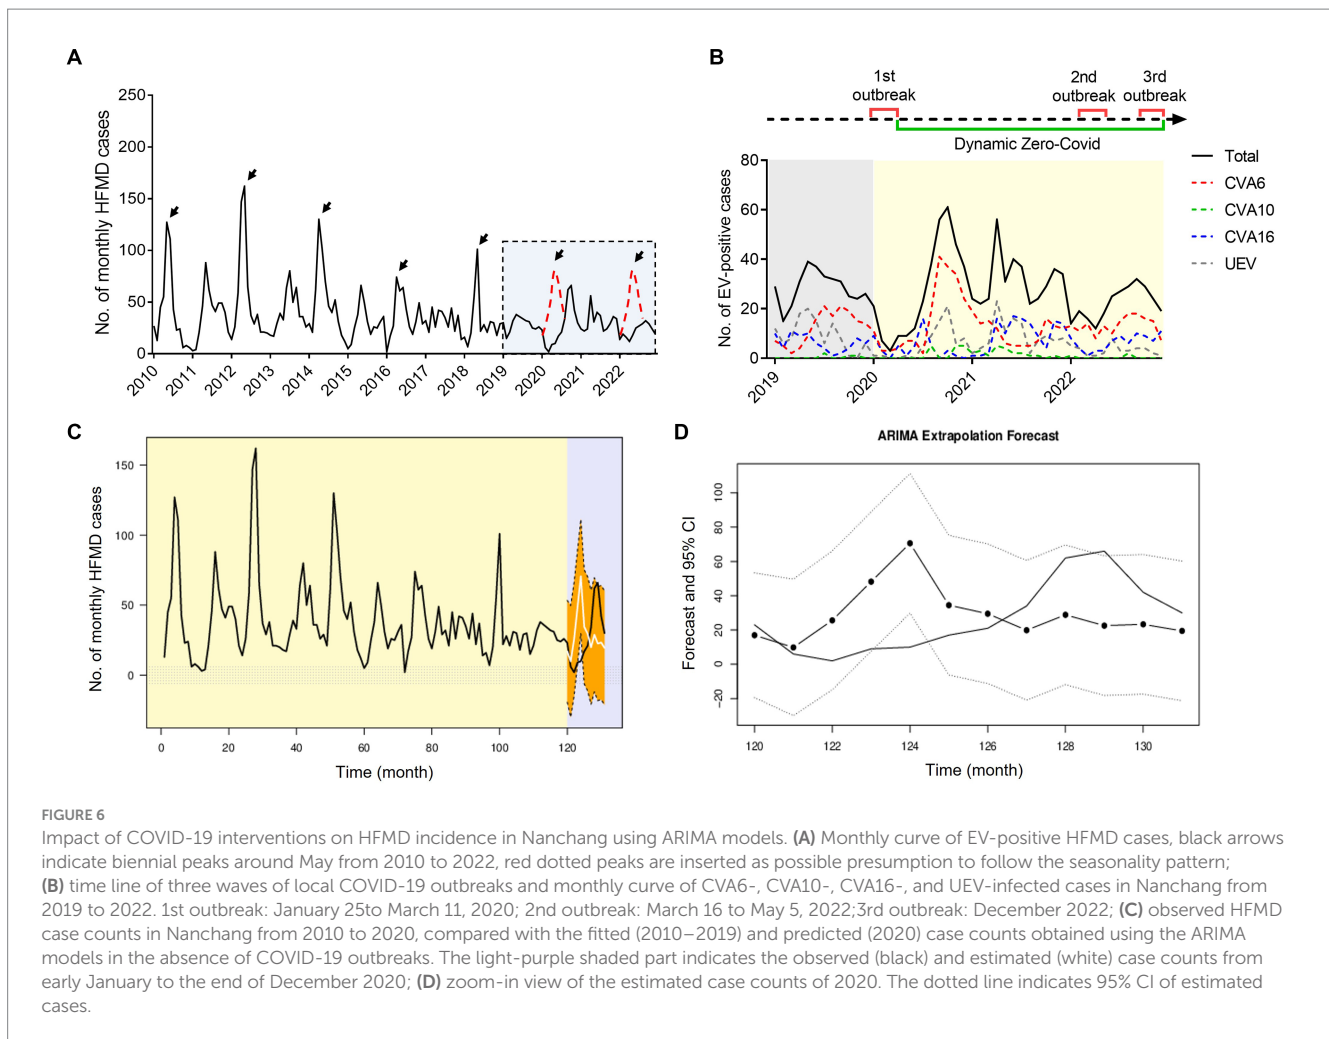 A
No. of monthly HFMD cases
250
200
150
100
50
0
2010
2011
2012
2013
2014
2015
2016
2017
2018
2019
2020
2021
2022
B
1st
outbreak
2nd
outbreak
3rd
outbreak
Dynamic Zero-Covid
No. of EV-positive cases
80
60
40
20
0
2019
2020
2021
2022
Total
CVA6
CVA10
CVA16
UEV
C
No. of monthly HFMD cases
150
100
50
0
0
20
40
60
80
100
120
Time (month)
D
ARIMA Extrapolation Forecast
Forecast and 95% CI
100
80
60
40
20
0
−20
120
122
124
126
128
130
Time (month)
FIGURE 6
Impact of COVID-19 interventions on HFMD incidence in Nanchang using ARIMA models. (A) Monthly curve of EV-positive HFMD cases, black arrows
indicate biennial peaks around May from 2010 to 2022, red dotted peaks are inserted as possible presumption to follow the seasonality pattern;
(B) time line of three waves of local COVID-19 outbreaks and monthly curve of CVA6-, CVA10-, CVA16-, and UEV-infected cases in Nanchang from
2019 to 2022. 1st outbreak: January 25to March 11, 2020; 2nd outbreak: March 16 to May 5, 2022;3rd outbreak: December 2022; (C) observed HFMD
case counts in Nanchang from 2010 to 2020, compared with the fitted (2010–2019) and predicted (2020) case counts obtained using the ARIMA
models in the absence of COVID-19 outbreaks. The light-purple shaded part indicates the observed (black) and estimated (white) case counts from
early January to the end of December 2020; (D) zoom-in view of the estimated case counts of 2020. The dotted line indicates 95% CI of estimated
cases.